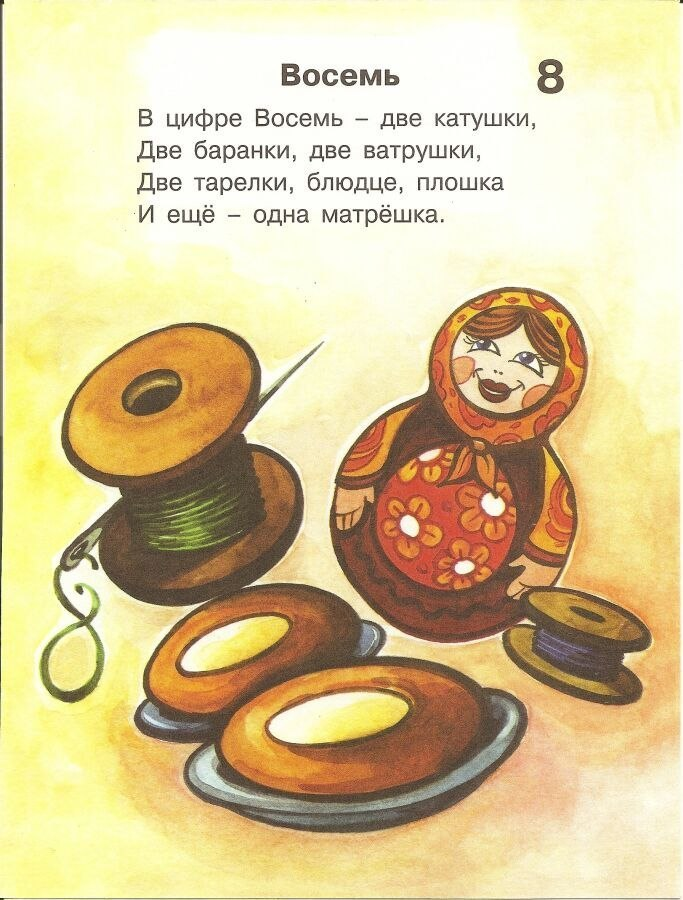 Восемь 8
В цифре Восемь – две катушки,
Две баранки, две ватрушки,
Две тарелки, блюдце, плошка
И ещё – одна матрёшка.